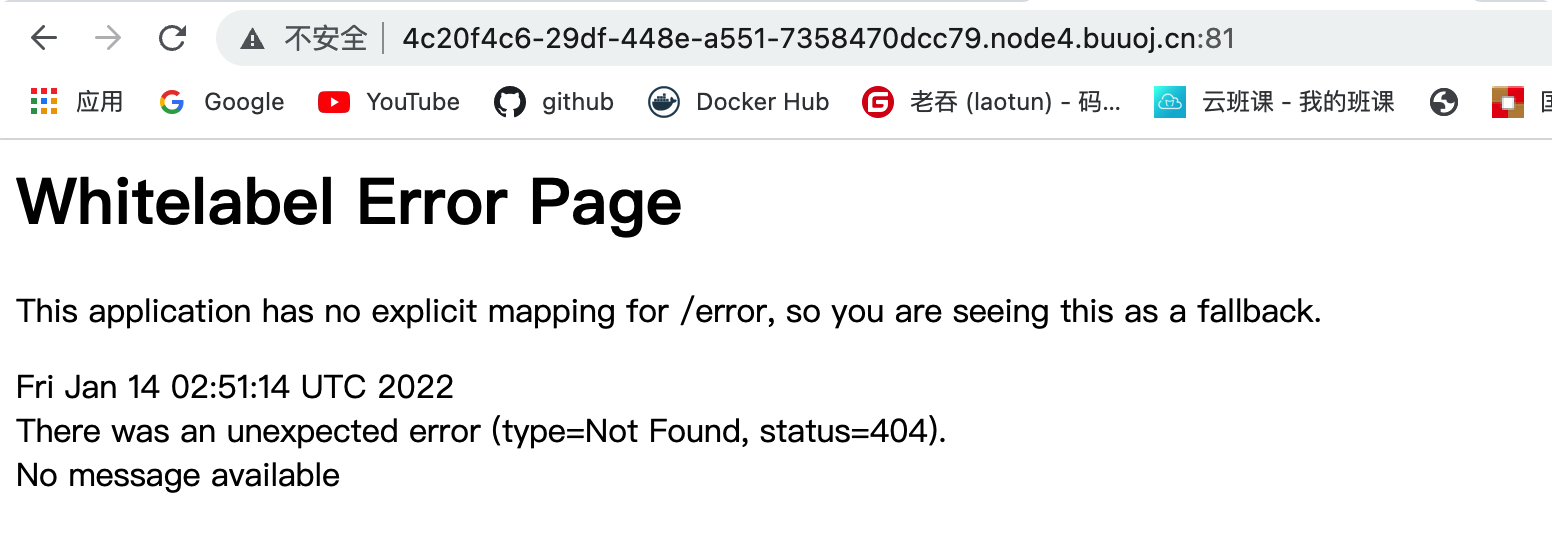 不安全 4c20f4c6-29df-448e-a551-7358470dcc79.node4.buuoj.cn:81
应用 Google YouTube github Docker Hub 老吞 (laotun) - 码... 云班课 - 我的班课
Whitelabel Error Page
This application has no explicit mapping for /error, so you are seeing this as a fallback.
Fri Jan 14 02:51:14 UTC 2022
There was an unexpected error (type=Not Found, status=404).
No message available